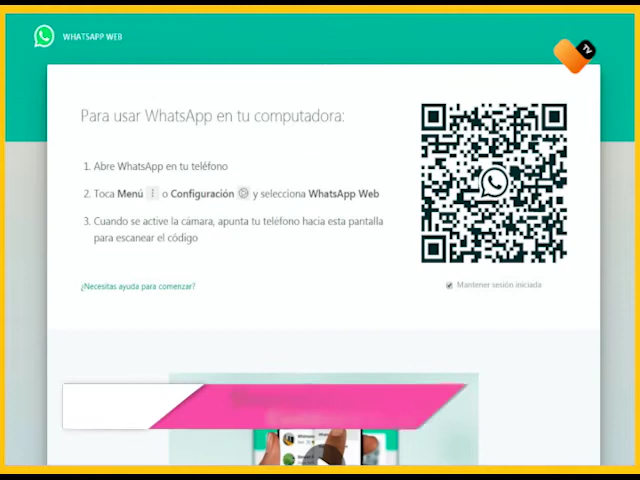 WHATSAPP WEB
TV
Para usar WhatsApp en tu computadora:
1. Abre WhatsApp en tu teléfono
2. Toca Menú o Configuración y selecciona WhatsApp Web
3. Cuando se active la cámara, apunta tu teléfono hacia esta pantalla
para escanear el código
¿Necesitas ayuda para comenzar?
Mantener sesión iniciada